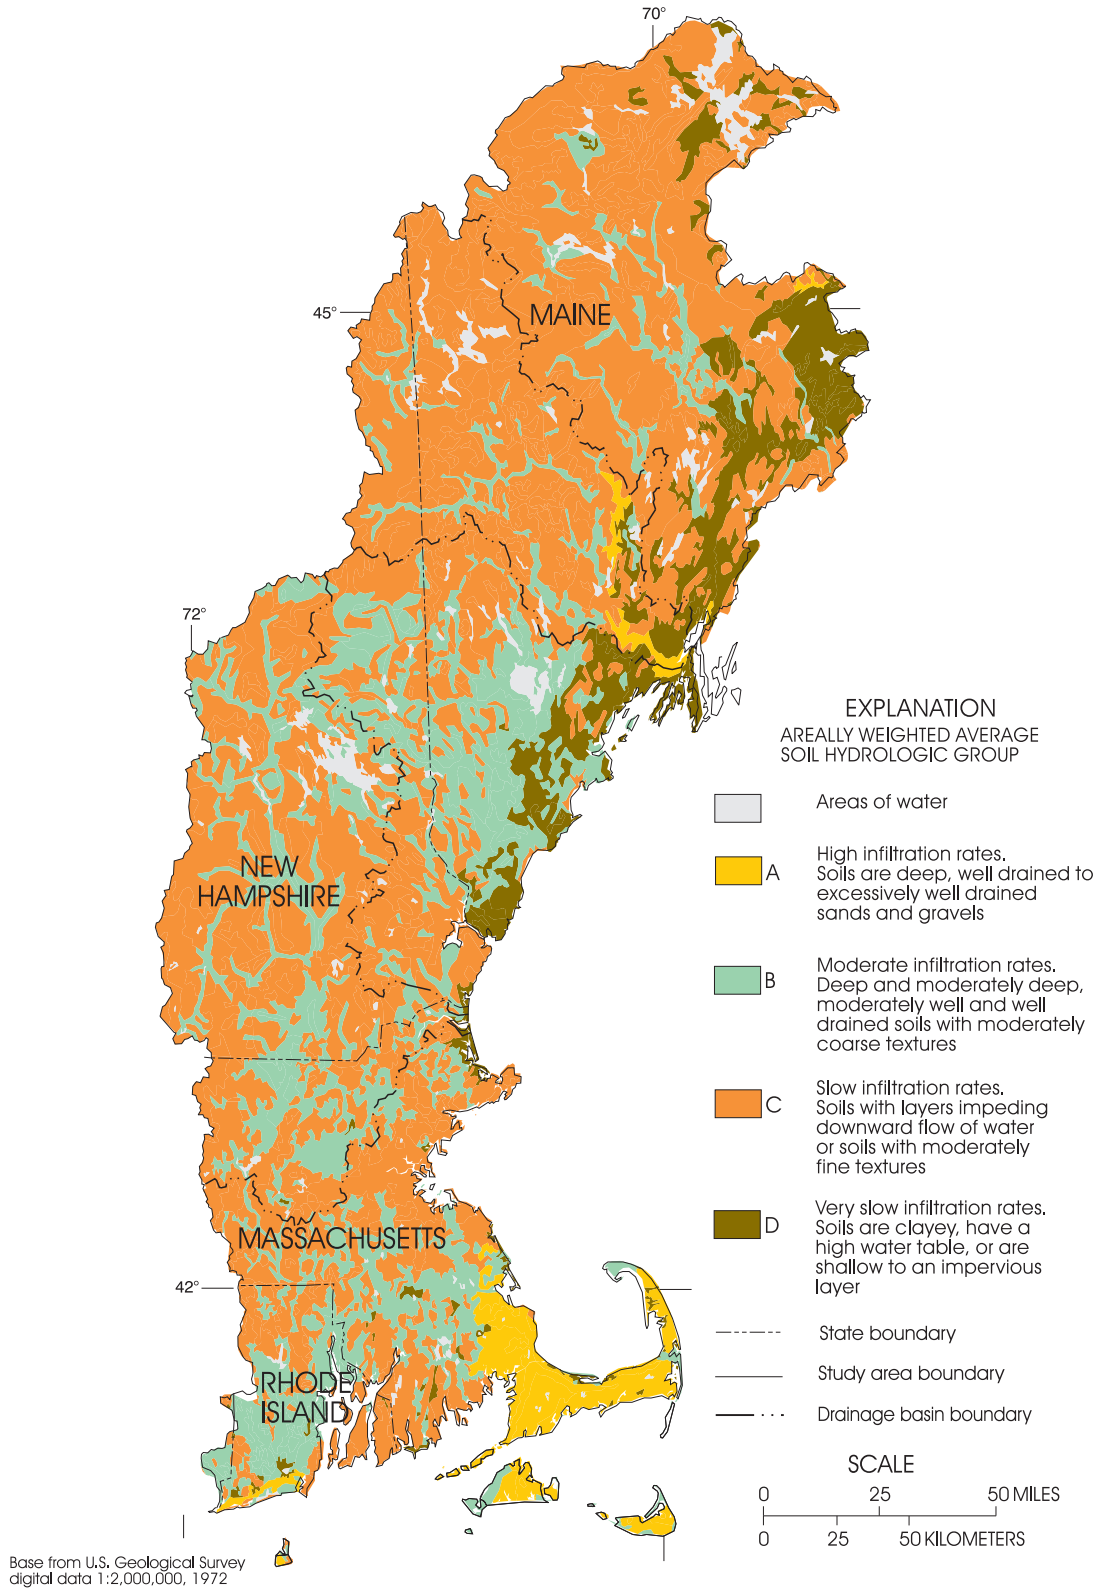 70°
45°
MAINE
72°
NEW
HAMPSHIRE
MASSACHUSETTS
42°
RHODE
ISLAND
EXPLANATION
AREALLY WEIGHTED AVERAGE
SOIL HYDROLOGIC GROUP
Areas of water
A
High infiltration rates.
Soils are deep, well drained to
excessively well drained
sands and gravels
B
Moderate infiltration rates.
Deep and moderately deep,
moderately well and well
drained soils with moderately
coarse textures
C
Slow infiltration rates.
Soils with layers impeding
downward flow of water
or soils with moderately
fine textures
D
Very slow infiltration rates.
Soils are clayey, have a
high water table, or are
shallow to an impervious
layer
State boundary
Study area boundary
Drainage basin boundary
SCALE
0 25 50 MILES
0 25 50 KILOMETERS
Base from U.S. Geological Survey
digital data 1:2,000,000, 1972